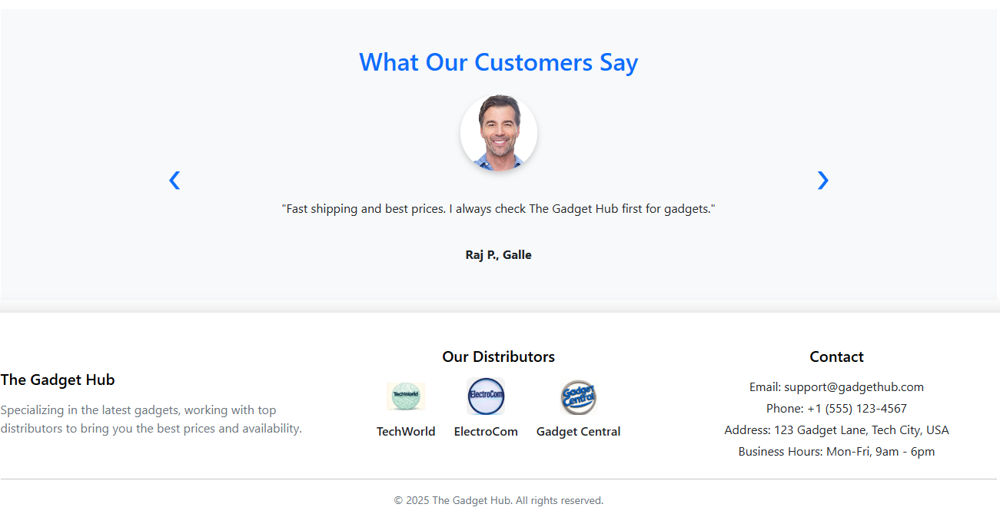 What Our Customers Say
❮
❯
"Fast shipping and best prices. I always check The Gadget Hub first for gadgets."
Raj P., Galle
The Gadget Hub
Specializing in the latest gadgets, working with top
distributors to bring you the best prices and availability.
Our Distributors
TechWorld
ElectroCom
Gadget
Central
TechWorld
ElectroCom
Gadget Central
Contact
Email: support@gadgethub.com
Phone: +1 (555) 123-4567
Address: 123 Gadget Lane, Tech City, USA
Business Hours: Mon-Fri, 9am - 6pm
© 2025 The Gadget Hub. All rights reserved.